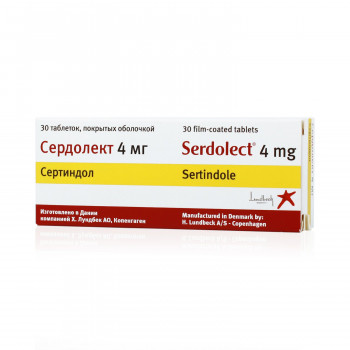 30 таблеток, покрытых оболочкой
Сердолект 4 мг
Сертиндол
Изготовлено в Дании
компанией Х. Лундбек АО, Копенгаген
30 film-coated tablets
Serdolect® 4 mg
Sertindole
Lundbeck
Manufactured in Denmark by:
H. Lundbeck A/S - Copenhagen